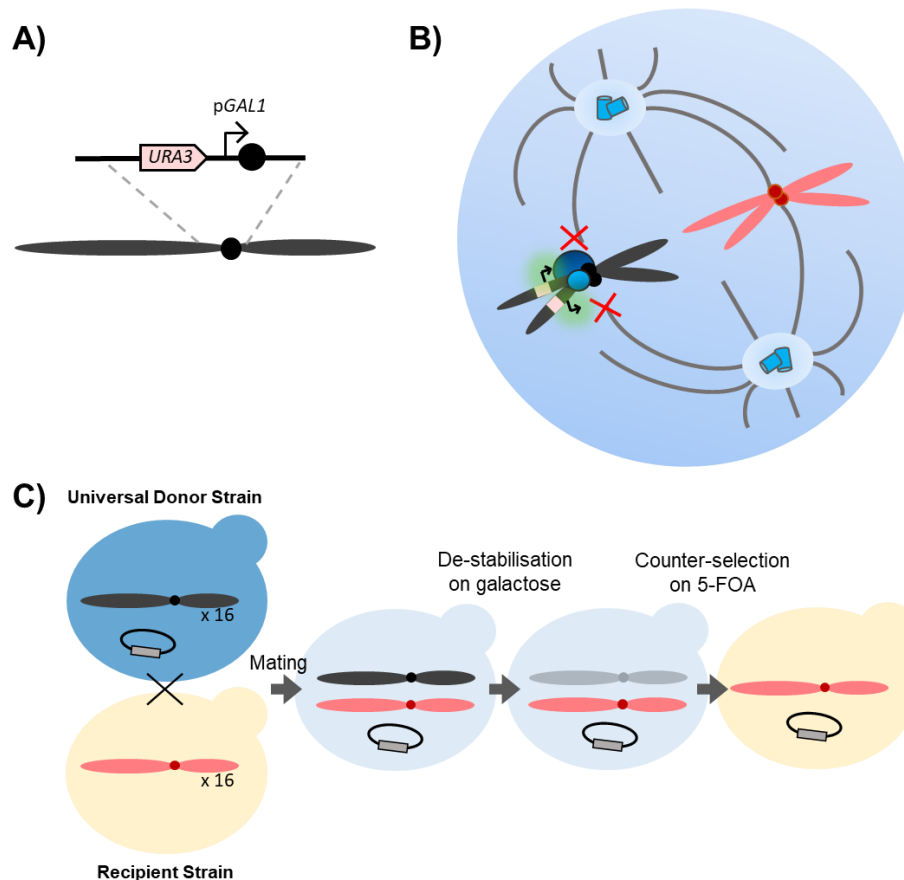 A)
pGAL1
URA3
B)
C)
Universal Donor Strain
x 16
Mating
x 16
Recipient Strain
De-stabilisation
on galactose
Counter-selection
on 5-FOA